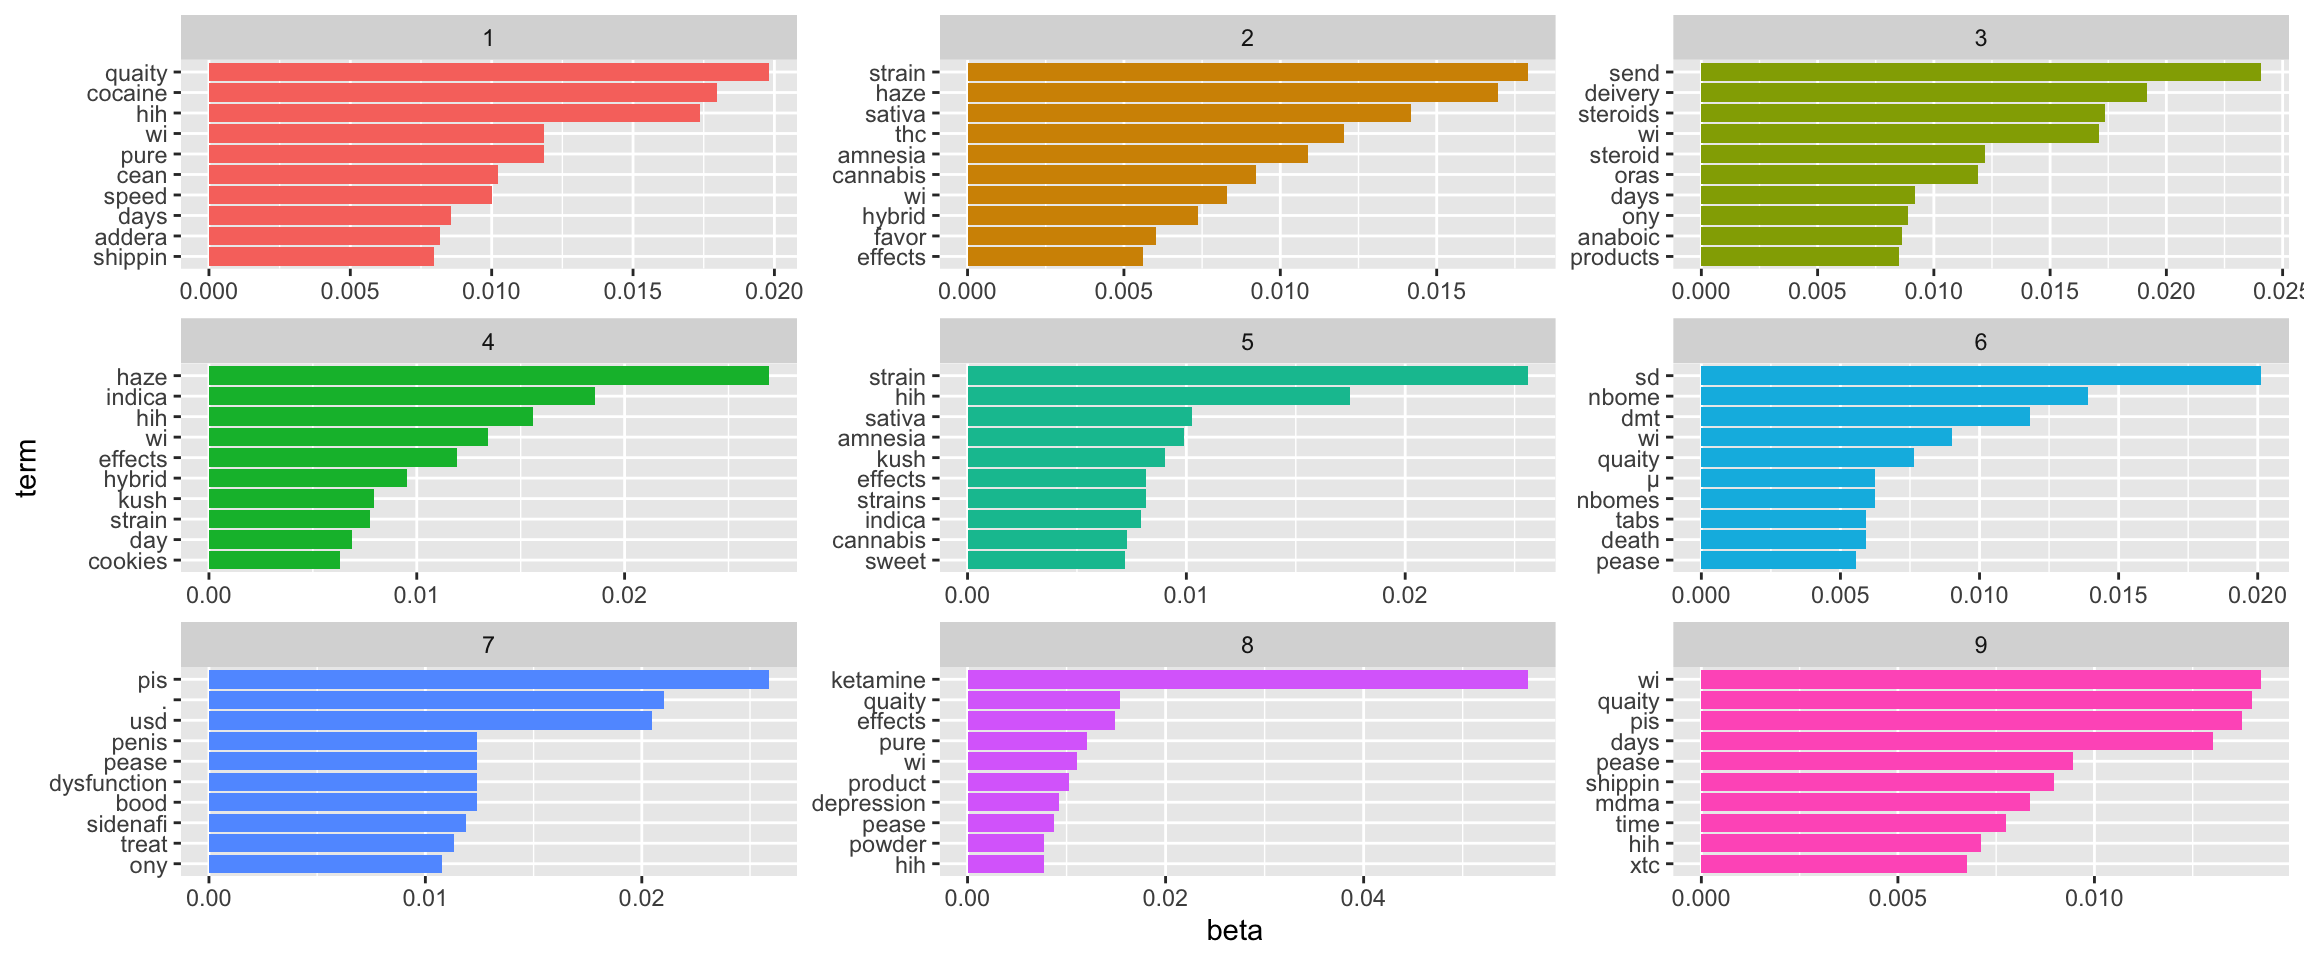 1
quaity
cocaine
hih
wi
pure
cean
speed
days
addera
shippin
0.000 0.005 0.010 0.015 0.020
2
strain
haze
sativa
thc
amnesia
cannabis
wi
hybrid
favor
effects
0.000 0.005 0.010 0.015
3
send
deivery
steroids
wi
steroid
oras
days
ony
anaboic
products
0.000 0.005 0.010 0.015 0.020 0.025
4
haze
indica
hih
wi
effects
hybrid
kush
strain
day
cookies
0.00 0.01 0.02
5
strain
hih
sativa
amnesia
kush
effects
strains
indica
cannabis
sweet
0.00 0.01 0.02
6
sd
nbome
dmt
wi
quaity
μ
nbomes
tabs
death
pease
0.000 0.005 0.010 0.015 0.020
7
pis
.
usd
penis
pease
dysfunction
bood
sidenafi
treat
ony
0.00 0.01 0.02
8
ketamine
quaity
effects
pure
wi
product
depression
pease
powder
hih
0.00 0.02 0.04
9
wi
quaity
pis
days
pease
shippin
mdma
time
hih
xtc
0.000 0.005 0.010
term
beta